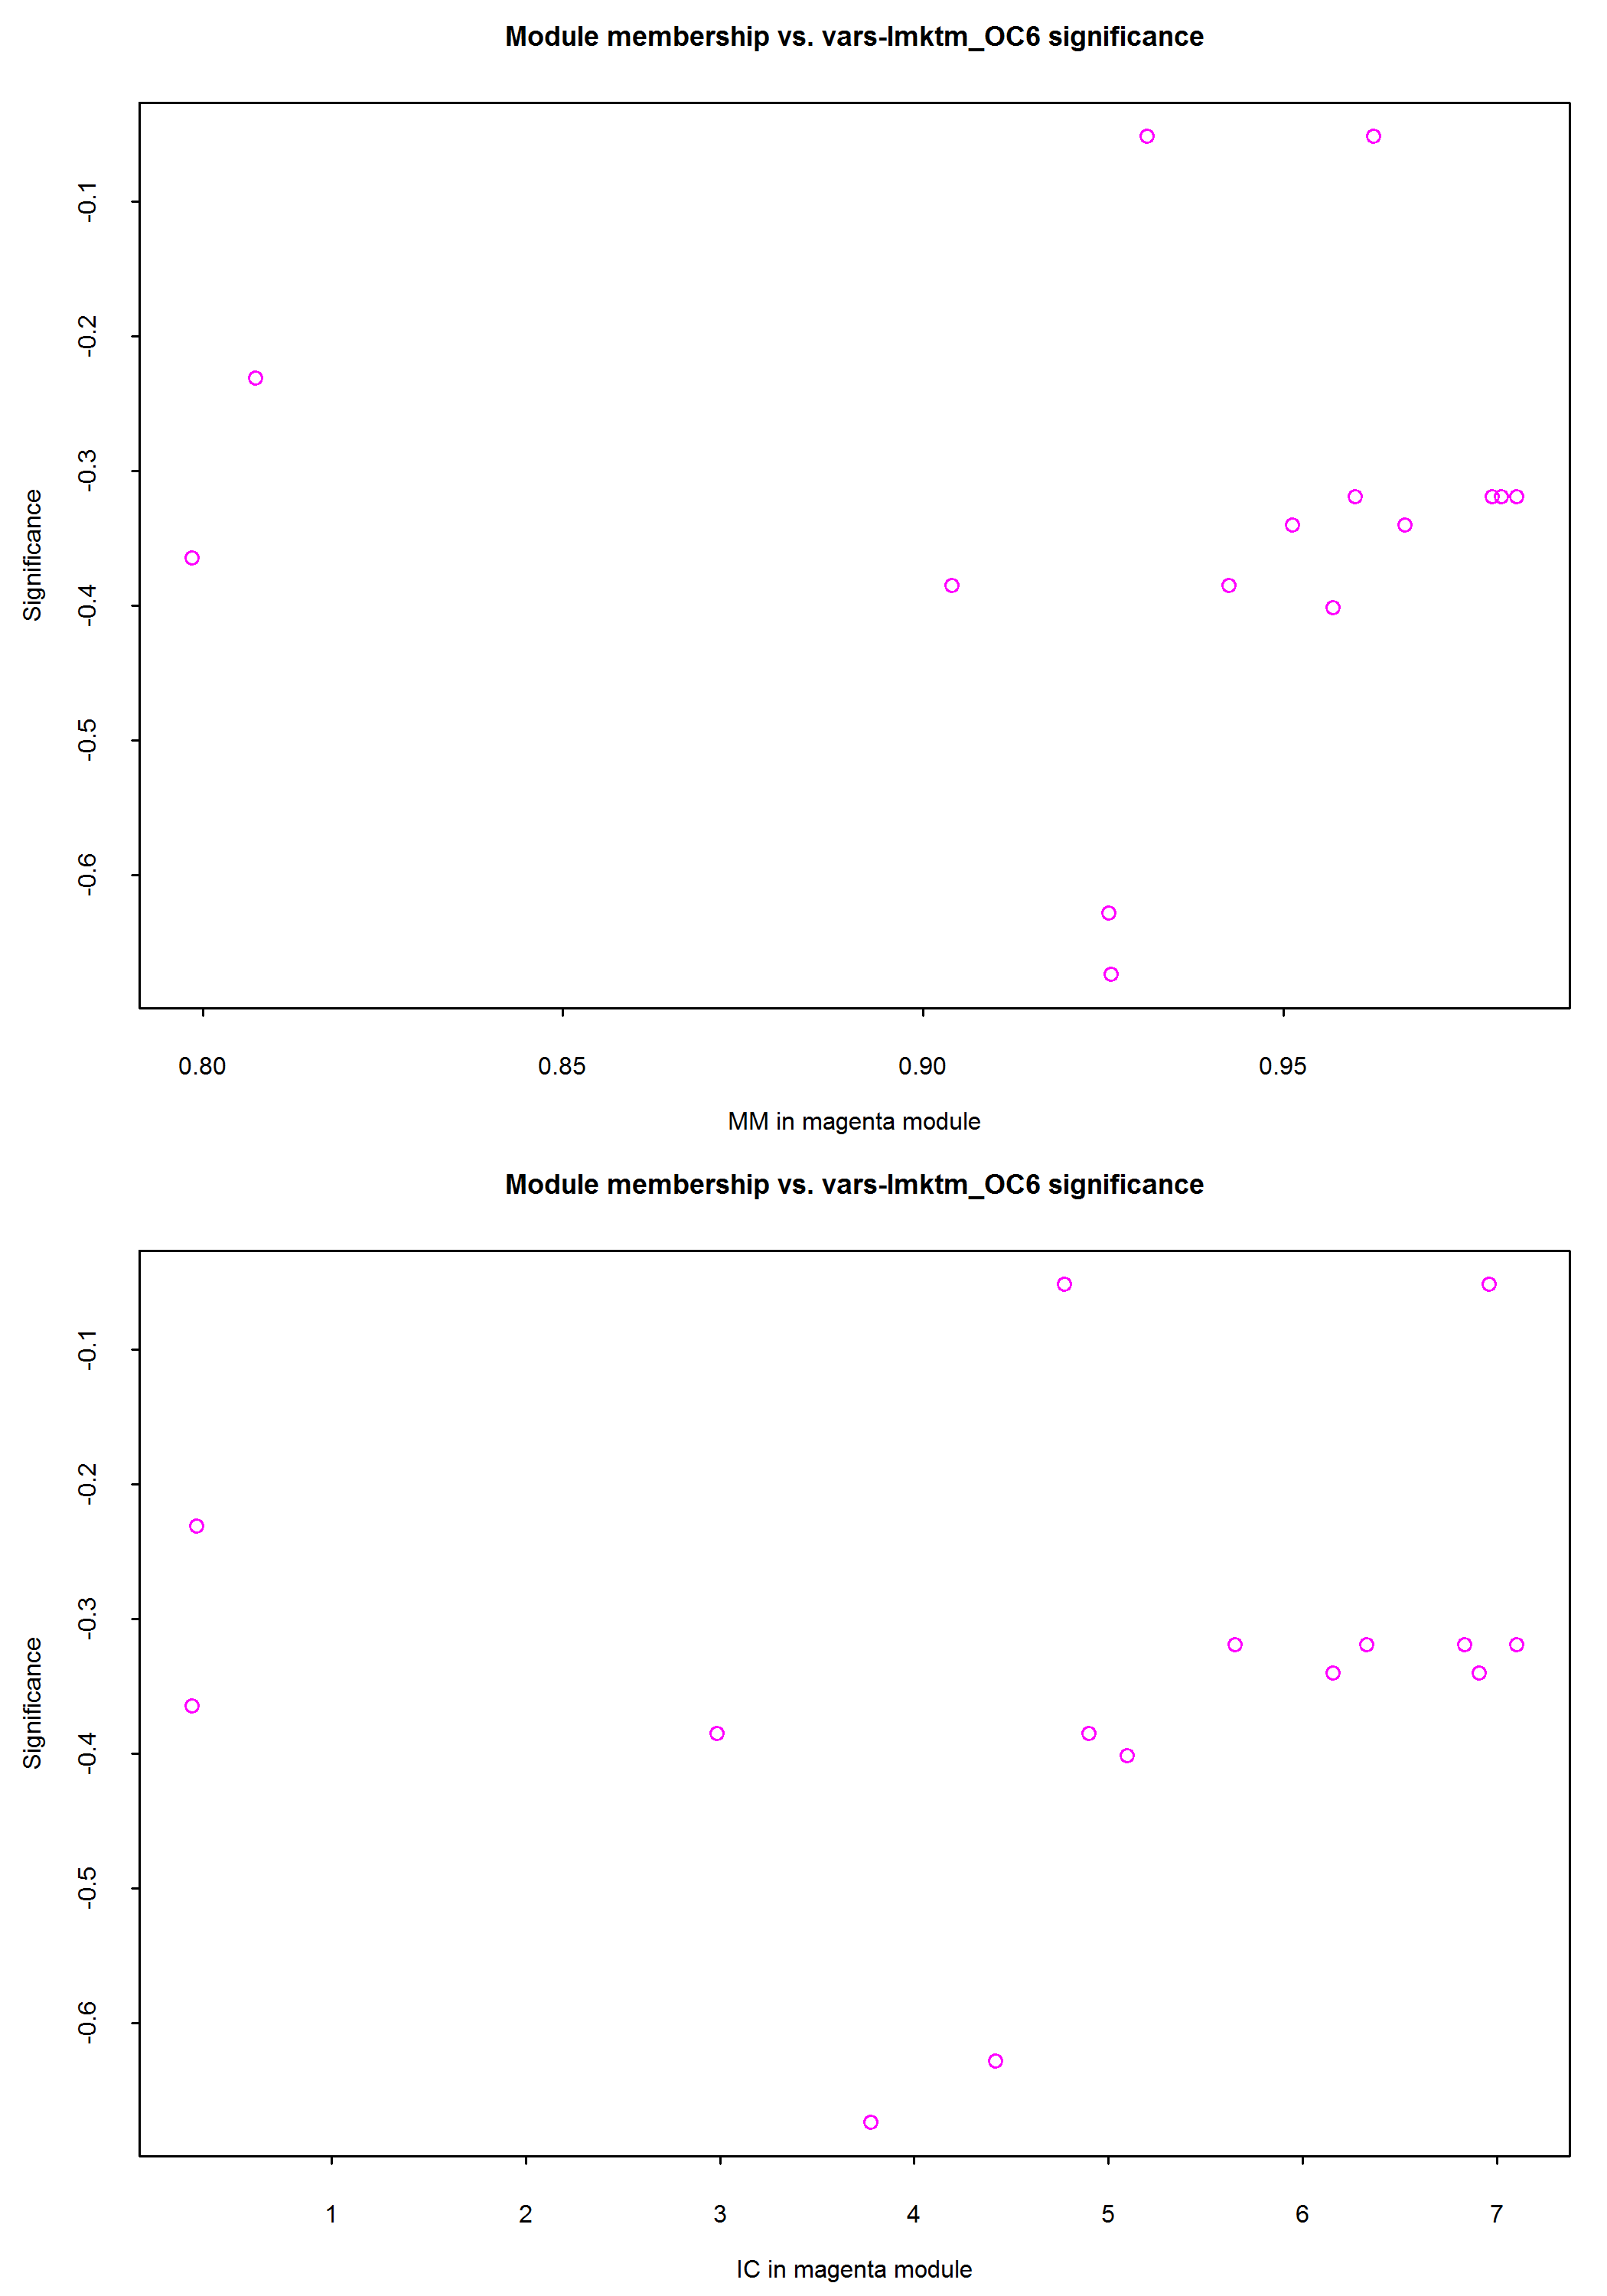 Module membership vs. vars-lmktm_OC6 significance
Significance
-0.1
-0.2
-0.3
-0.4
-0.5
-0.6
0.80 0.85 0.90 0.95
MM in magenta module
Module membership vs. vars-lmktm_OC6 significance
Significance
-0.1
-0.2
-0.3
-0.4
-0.5
-0.6
1 2 3 4 5 6 7
IC in magenta module